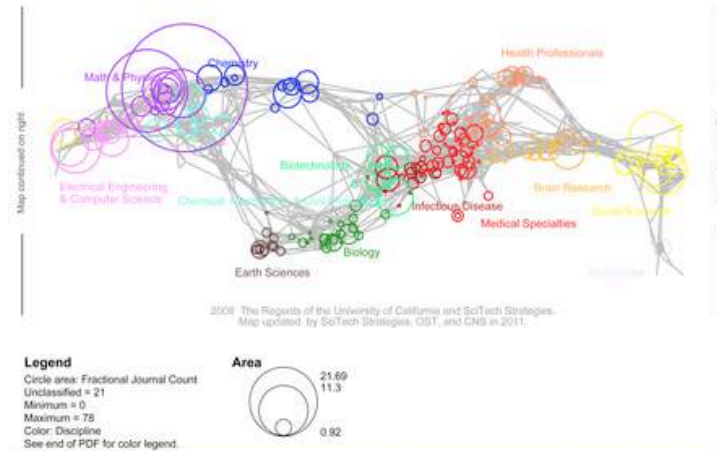 Map continued on right
Chemistry
Health Professionals
Math & Physics
Biotechnology
Electrical Engineering
& Computer Science
Brain Research
Infectious Disease
Medical Specialties
Biology
Earth Sciences
2008 The Regents of the University of California and SciTech Strategies.
Map updated by SciTech Strategies, OST, and CNS in 2011.
Legend
Circle area: Fractional Journal Count
Unclassified = 21
Minimum = 0
Maximum = 78
Color: Discipline
See end of PDF for color legend.
Area
21.69
11.3
0.92